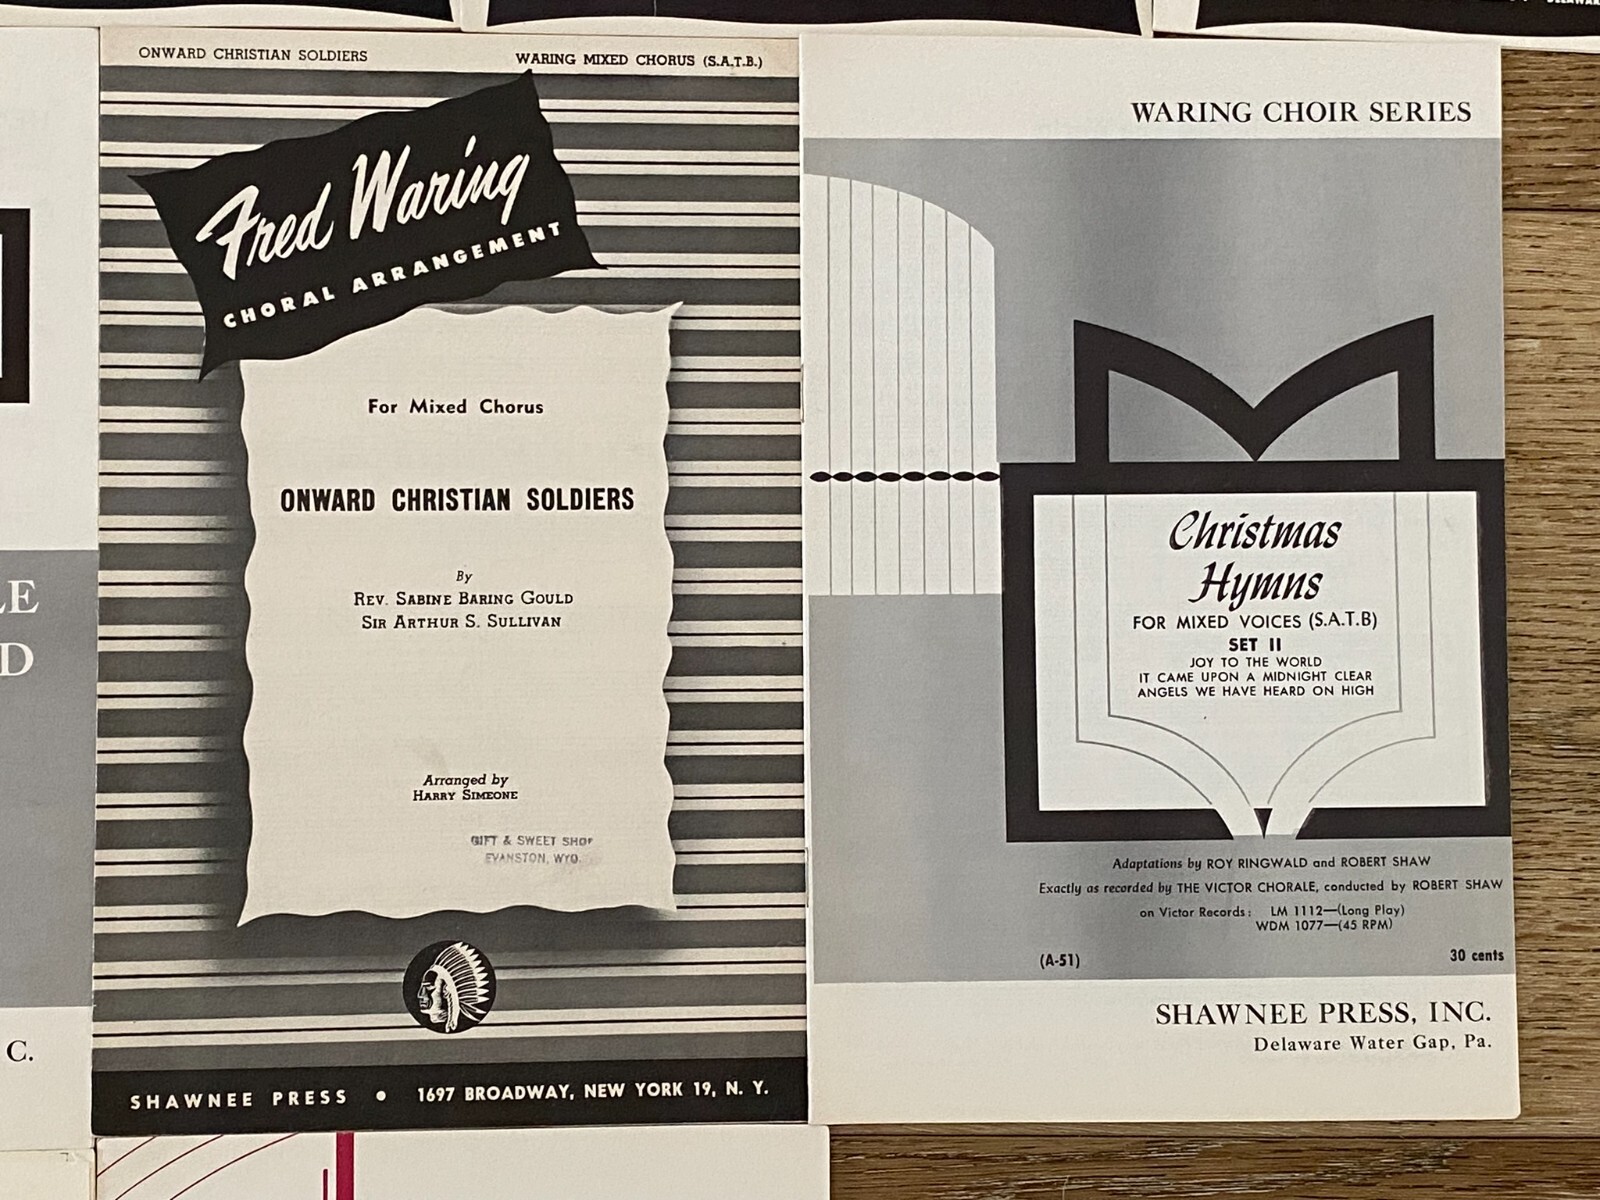 ONWARD CHRISTIAN SOLDIERS
WARING MIXED CHORUS (S.A.T.B.)
Fred Waring
CHORAL ARRANGEMENT
For Mixed Chorus
ONWARD CHRISTIAN SOLDIERS
By
REV. SABINE BARING GOULD
SIR ARTHUR S. SULLIVAN
Arranged by
HARRY SIMEONE
GIFT & SWEET SHOP
EVANSTON, WYO.
SHAWNEE PRESS • 1697 BROADWAY, NEW YORK 19, N. Y.
WARING CHOIR SERIES
Christmas
Hymns
FOR MIXED VOICES (S.A.T.B)
SET II
JOY TO THE WORLD
IT CAME UPON A MIDNIGHT CLEAR
ANGELS WE HAVE HEARD ON HIGH
Adaptations by ROY RINGWALD and ROBERT SHAW
Exactly as recorded by THE VICTOR CHORALE, conducted by ROBERT SHAW
on Victor Records: LM 1112—(Long Play)
WDM 1077—(45 RPM)
(A-51)
30 cents
SHAWNEE PRESS, INC.
Delaware Water Gap, Pa.
LE
D
C.